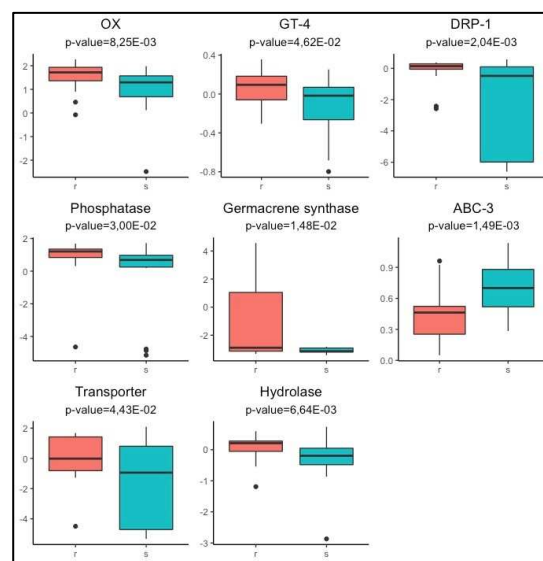 OX
p-value=8,25E-03
2
1
0
1
2
r
s
GT-4
p-value=4,62E-02
0.4
0.0
-0.4
-0.8
r
s
DRP-1
p-value=2,04E-03
0
-2
-4
-6
r
s
Phosphatase
p-value=3,00E-02
2
0
-2
-4
r
s
Germacrene synthase
p-value=1,48E-02
4
2
0
-2
r
s
ABC-3
p-value=1,49E-03
0.9
0.6
0.3
0.0
r
s
Transporter
p-value=4,43E-02
2
0
-2
-4
r
s
Hydrolase
p-value=6,64E-03
1
0
-1
-2
-3
r
s